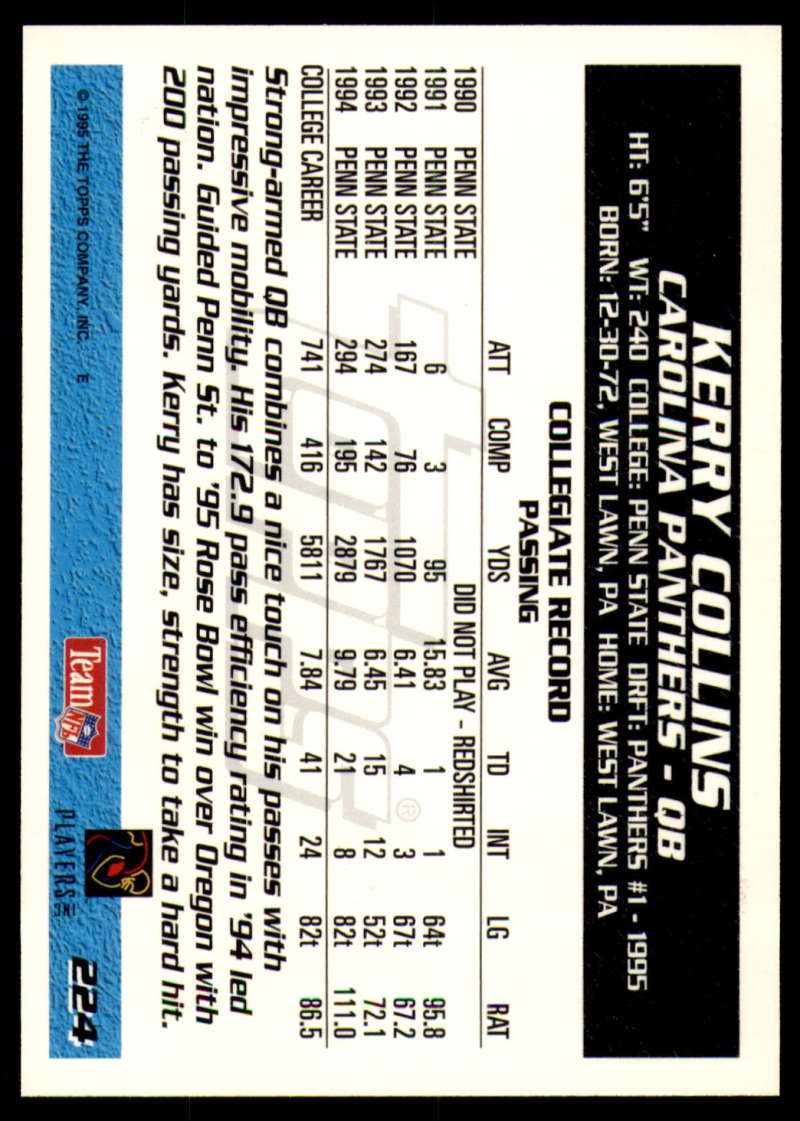 KERRY COLLINS
CAROLINA PANTHERS - QB
HT: 6'5" WT: 240 COLLEGE: PENN STATE DRFT: PANTHERS #1 - 1995
BORN: 12-30-72, WEST LAWN, PA HOME: WEST LAWN, PA
COLLEGIATE RECORD
PASSING
ATT COMP YDS AVG TD INT LG RAT
1990 PENN STATE DID NOT PLAY - REDSHIRTED
1991 PENN STATE 6 3 95 15.83 1 1 64t 95.8
1992 PENN STATE 167 76 1070 6.41 4 3 67t 67.2
1993 PENN STATE 274 142 1767 6.45 15 12 52t 72.1
1994 PENN STATE 294 195 2879 9.79 21 8 82t 111.0
COLLEGE CAREER 741 416 5811 7.84 41 24 82t 86.5
Strong-armed QB combines a nice touch on his passes with
impressive mobility. His 172.9 pass efficiency rating in '94 led
nation. Guided Penn St. to '95 Rose Bowl win over Oregon with
200 passing yards. Kerry has size, strength to take a hard hit.
Topps ®
© 1995 THE TOPPS COMPANY, INC. E
Team NFL
PLAYERS INC
224